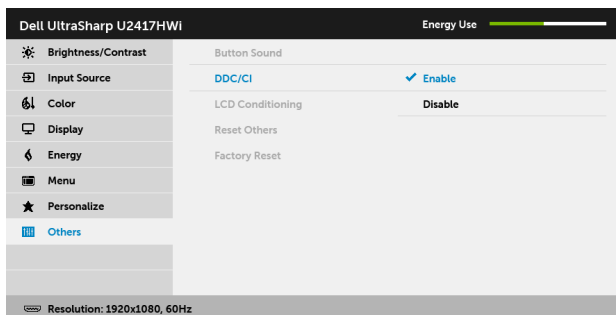 Dell UltraSharp U2417HWi
Energy Use
Brightness/Contrast
Button Sound
Input Source
DDC/CI
Enable
Color
LCD Conditioning
Disable
Display
Reset Others
Energy
Factory Reset
Menu
Personalize
Others
Resolution: 1920x1080, 60Hz